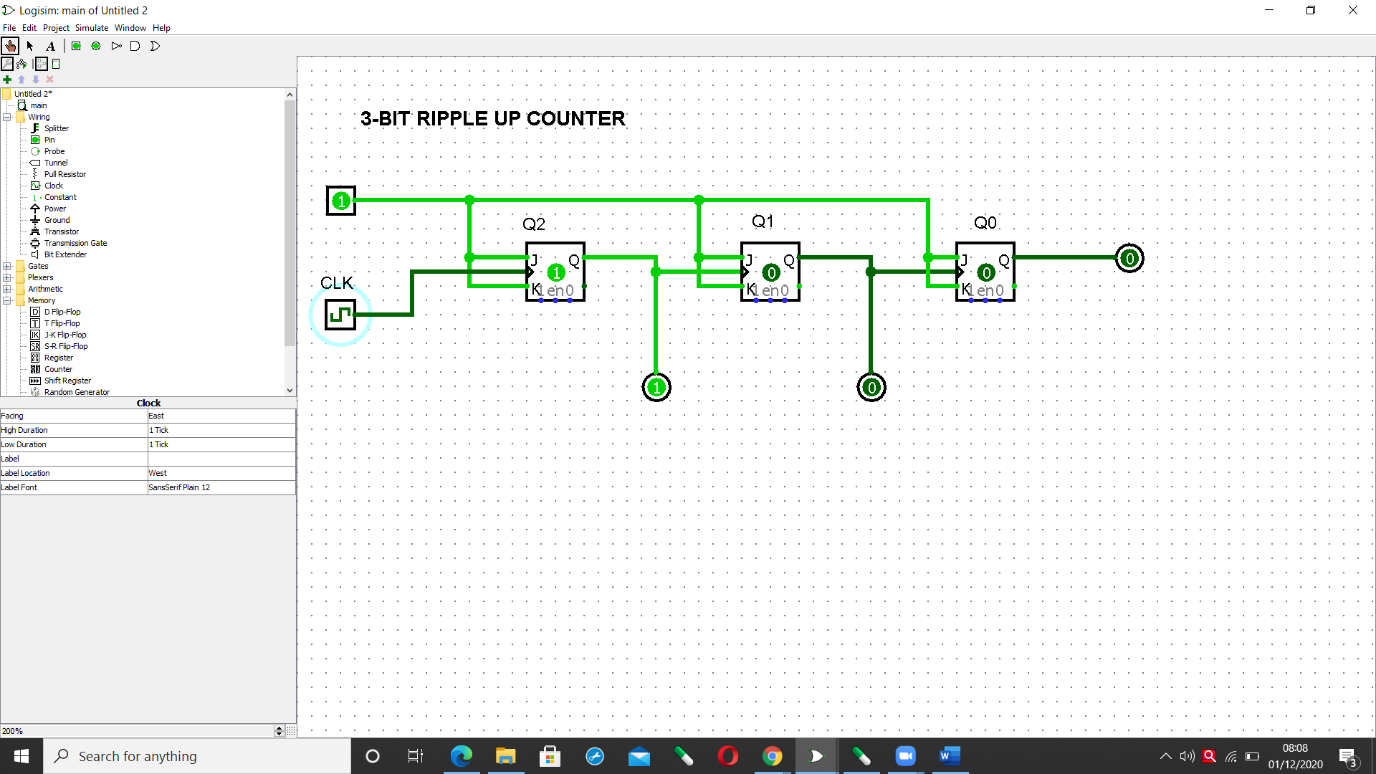 Logisim: main of Untitled 2
File Edit Project Simulate Window Help
A
Untitled 2*
main
Wiring
Splitter
Pin
Probe
Tunnel
Pull Resistor
Clock
Constant
Power
Ground
Transistor
Transmission Gate
Bit Extender
Gates
Plexers
Arithmetic
Memory
D Flip-Flop
T Flip-Flop
J-K Flip-Flop
S-R Flip-Flop
Register
Counter
Shift Register
Random Generator
Clock
Facing East
High Duration 1 Tick
Low Duration 1 Tick
Label
Label Location West
Label Font SansSerif Plain 12
200%
3-BIT RIPPLE UP COUNTER
1
Q2 Q1 Q0
J Q J Q J Q
1 0 0 0
CLK
K1en0 K1en0 K1en0
1 0
Search for anything
08:08
01/12/2020
3